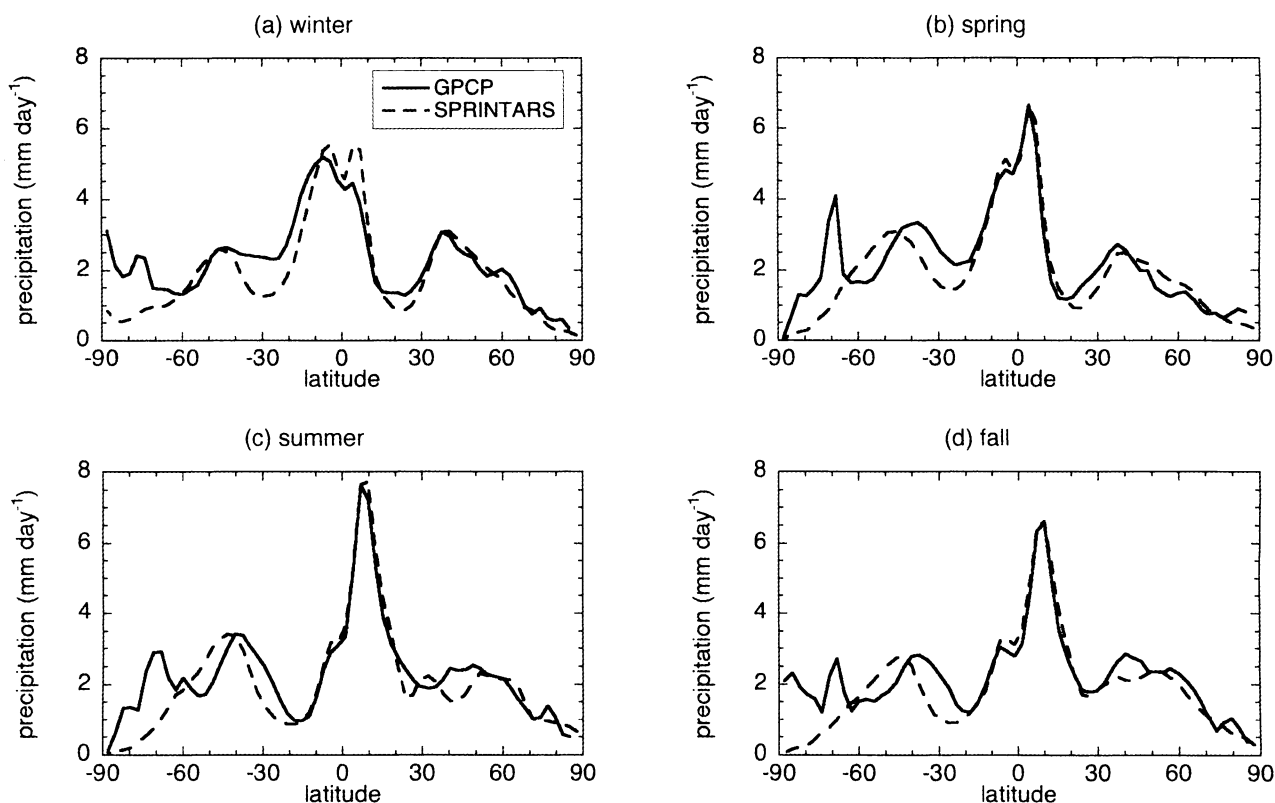 (a) winter
8
6
4
2
0
precipitation (mm day-1)
GPCP
SPRINTARS
-90 -60 -30 0 30 60 90
latitude
(b) spring
8
6
4
2
0
precipitation (mm day-1)
-90 -60 -30 0 30 60 90
latitude
(c) summer
8
6
4
2
0
precipitation (mm day-1)
-90 -60 -30 0 30 60 90
latitude
(d) fall
8
6
4
2
0
precipitation (mm day-1)
-90 -60 -30 0 30 60 90
latitude